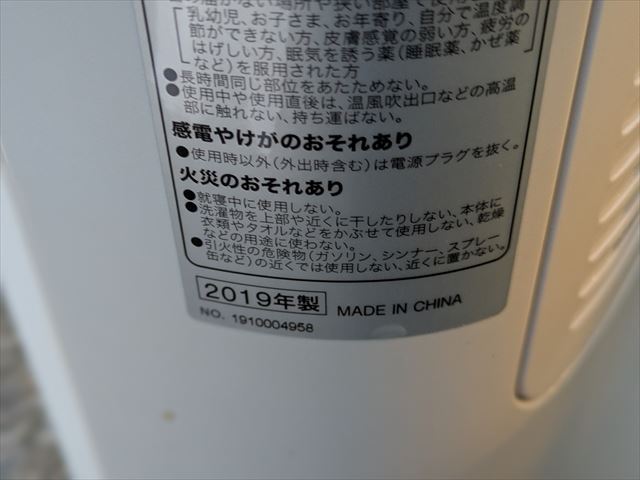 乳幼児、お子さま、お年寄り、自分で温度調
節ができない方、皮膚感覚の弱い方、疲労の
はげしい方、眠気を誘う薬(睡眠薬、かぜ薬
など)を服用された方
●長時間同じ部位をあたためない。
●使用中や使用直後は、温風吹出口などの高温
部に触れない、持ち運ばない。
感電やけがのおそれあり
●使用時以外(外出時含む)は電源プラグを抜く。
火災のおそれあり
●就寝中に使用しない。
●洗濯物を上部や近くに干したりしない、本体に
衣類やタオルなどをかぶせて使用しない、乾燥
などの用途に使わない。
●引火性の危険物(ガソリン、シンナー、スプレー
缶など)の近くでは使用しない、近くに置かない。
2019年製 MADE IN CHINA
NO. 1910004958